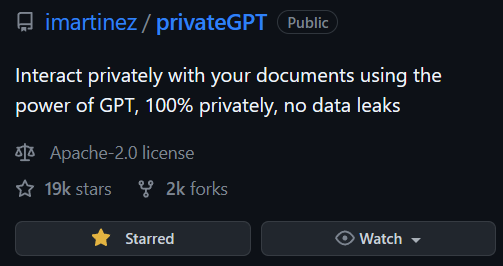 imartinez / privateGPT Public
Interact privately with your documents using the
power of GPT, 100% privately, no data leaks
Apache-2.0 license
19k stars 2k forks
Starred Watch